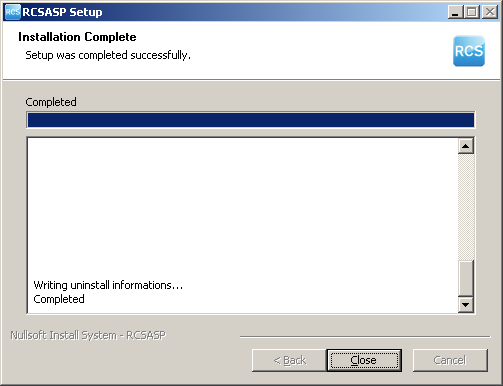 RCS RCSASP Setup
Installation Complete
Setup was completed successfully.
RCS
Completed
Writing uninstall informations...
Completed
Nullsoft Install System - RCSASP
< Back
Close
Cancel